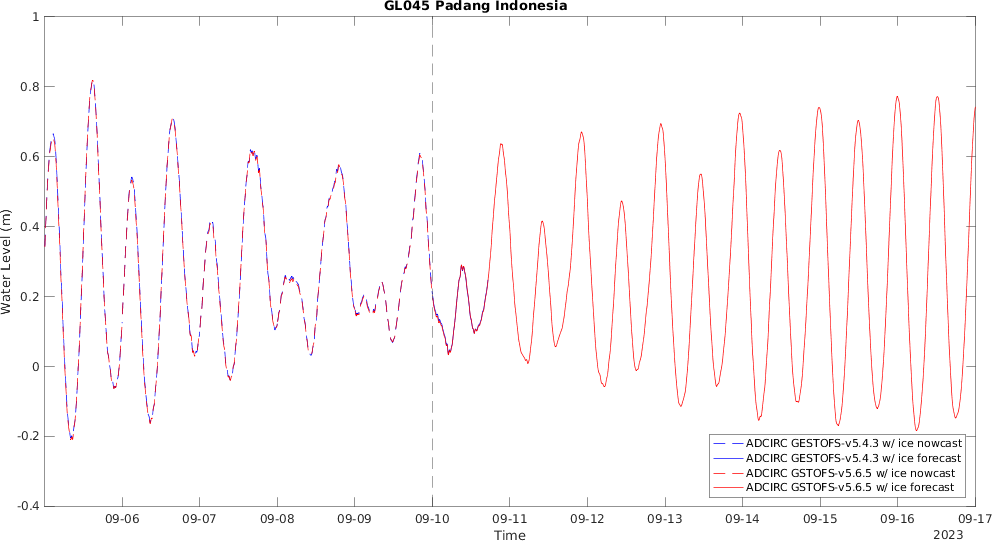 GL045 Padang Indonesia
1
0.8
0.6
0.4
0.2
0
-0.2
-0.4
Water Level (m)
09-06 09-07 09-08 09-09 09-10 09-11 09-12 09-13 09-14 09-15 09-16 09-17
Time
2023
ADCIRC GESTOFS-v5.4.3 w/ ice nowcast
ADCIRC GESTOFS-v5.4.3 w/ ice forecast
ADCIRC GSTOFS-v5.6.5 w/ ice nowcast
ADCIRC GSTOFS-v5.6.5 w/ ice forecast